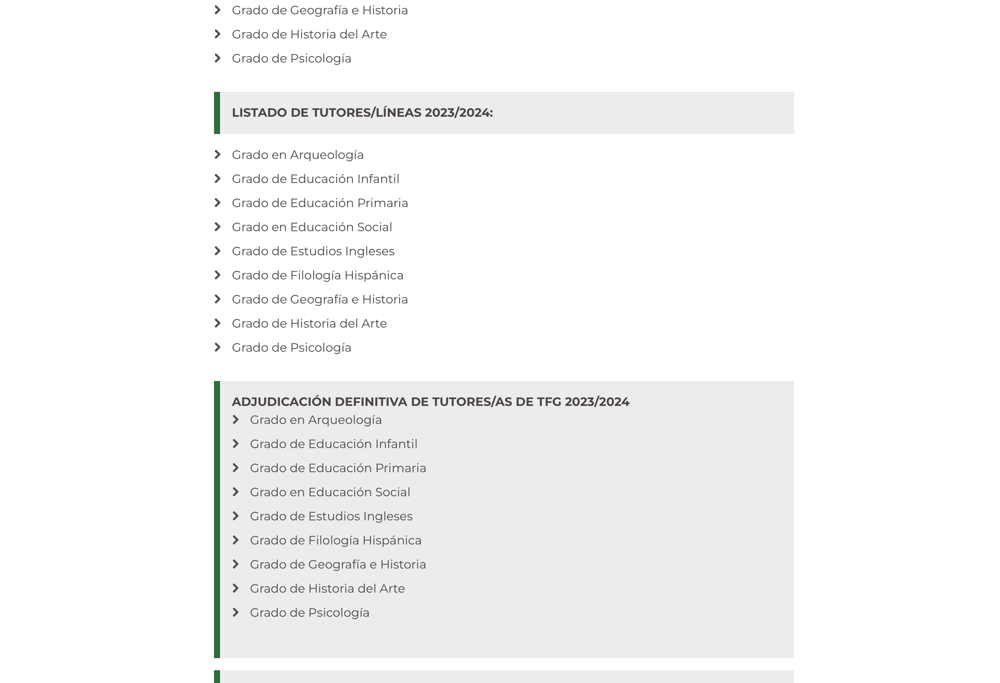 Grado de Geografía e Historia
Grado de Historia del Arte
Grado de Psicología
LISTADO DE TUTORES/LÍNEAS 2023/2024:
Grado en Arqueología
Grado de Educación Infantil
Grado de Educación Primaria
Grado en Educación Social
Grado de Estudios Ingleses
Grado de Filología Hispánica
Grado de Geografía e Historia
Grado de Historia del Arte
Grado de Psicología
ADJUDICACIÓN DEFINITIVA DE TUTORES/AS DE TFG 2023/2024
Grado en Arqueología
Grado de Educación Infantil
Grado de Educación Primaria
Grado en Educación Social
Grado de Estudios Ingleses
Grado de Filología Hispánica
Grado de Geografía e Historia
Grado de Historia del Arte
Grado de Psicología